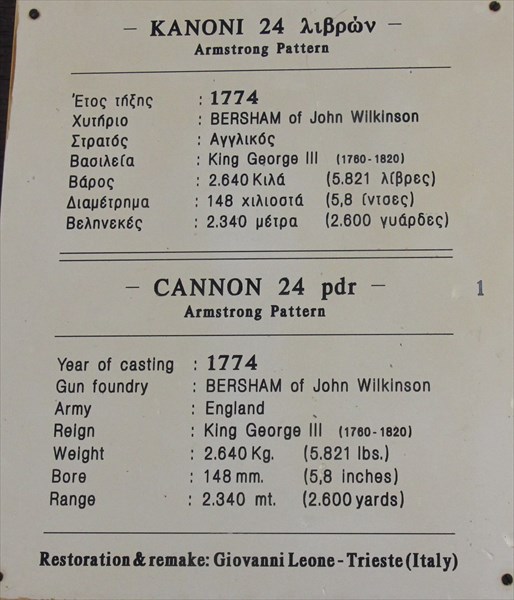 – ΚΑΝΟΝΙ 24 λιβρών –
Armstrong Pattern
Έτος τήξης : 1774
Χυτήριο : BERSHAM of John Wilkinson
Στρατός : Αγγλικός
Βασιλεία : King George III (1760-1820)
Βάρος : 2.640 Κιλά (5.821 λίβρες)
Διαμέτρημα : 148 χιλιοστά (5,8 ίντσες)
Βεληνεκές : 2.340 μέτρα (2.600 γυάρδες)
– CANNON 24 pdr – 1
Armstrong Pattern
Year of casting : 1774
Gun foundry : BERSHAM of John Wilkinson
Army : England
Reign : King George III (1760-1820)
Weight : 2.640 Kg. (5.821 lbs.)
Bore : 148 mm. (5,8 inches)
Range : 2.340 mt. (2.600 yards)
Restoration & remake: Giovanni Leone - Trieste (Italy)